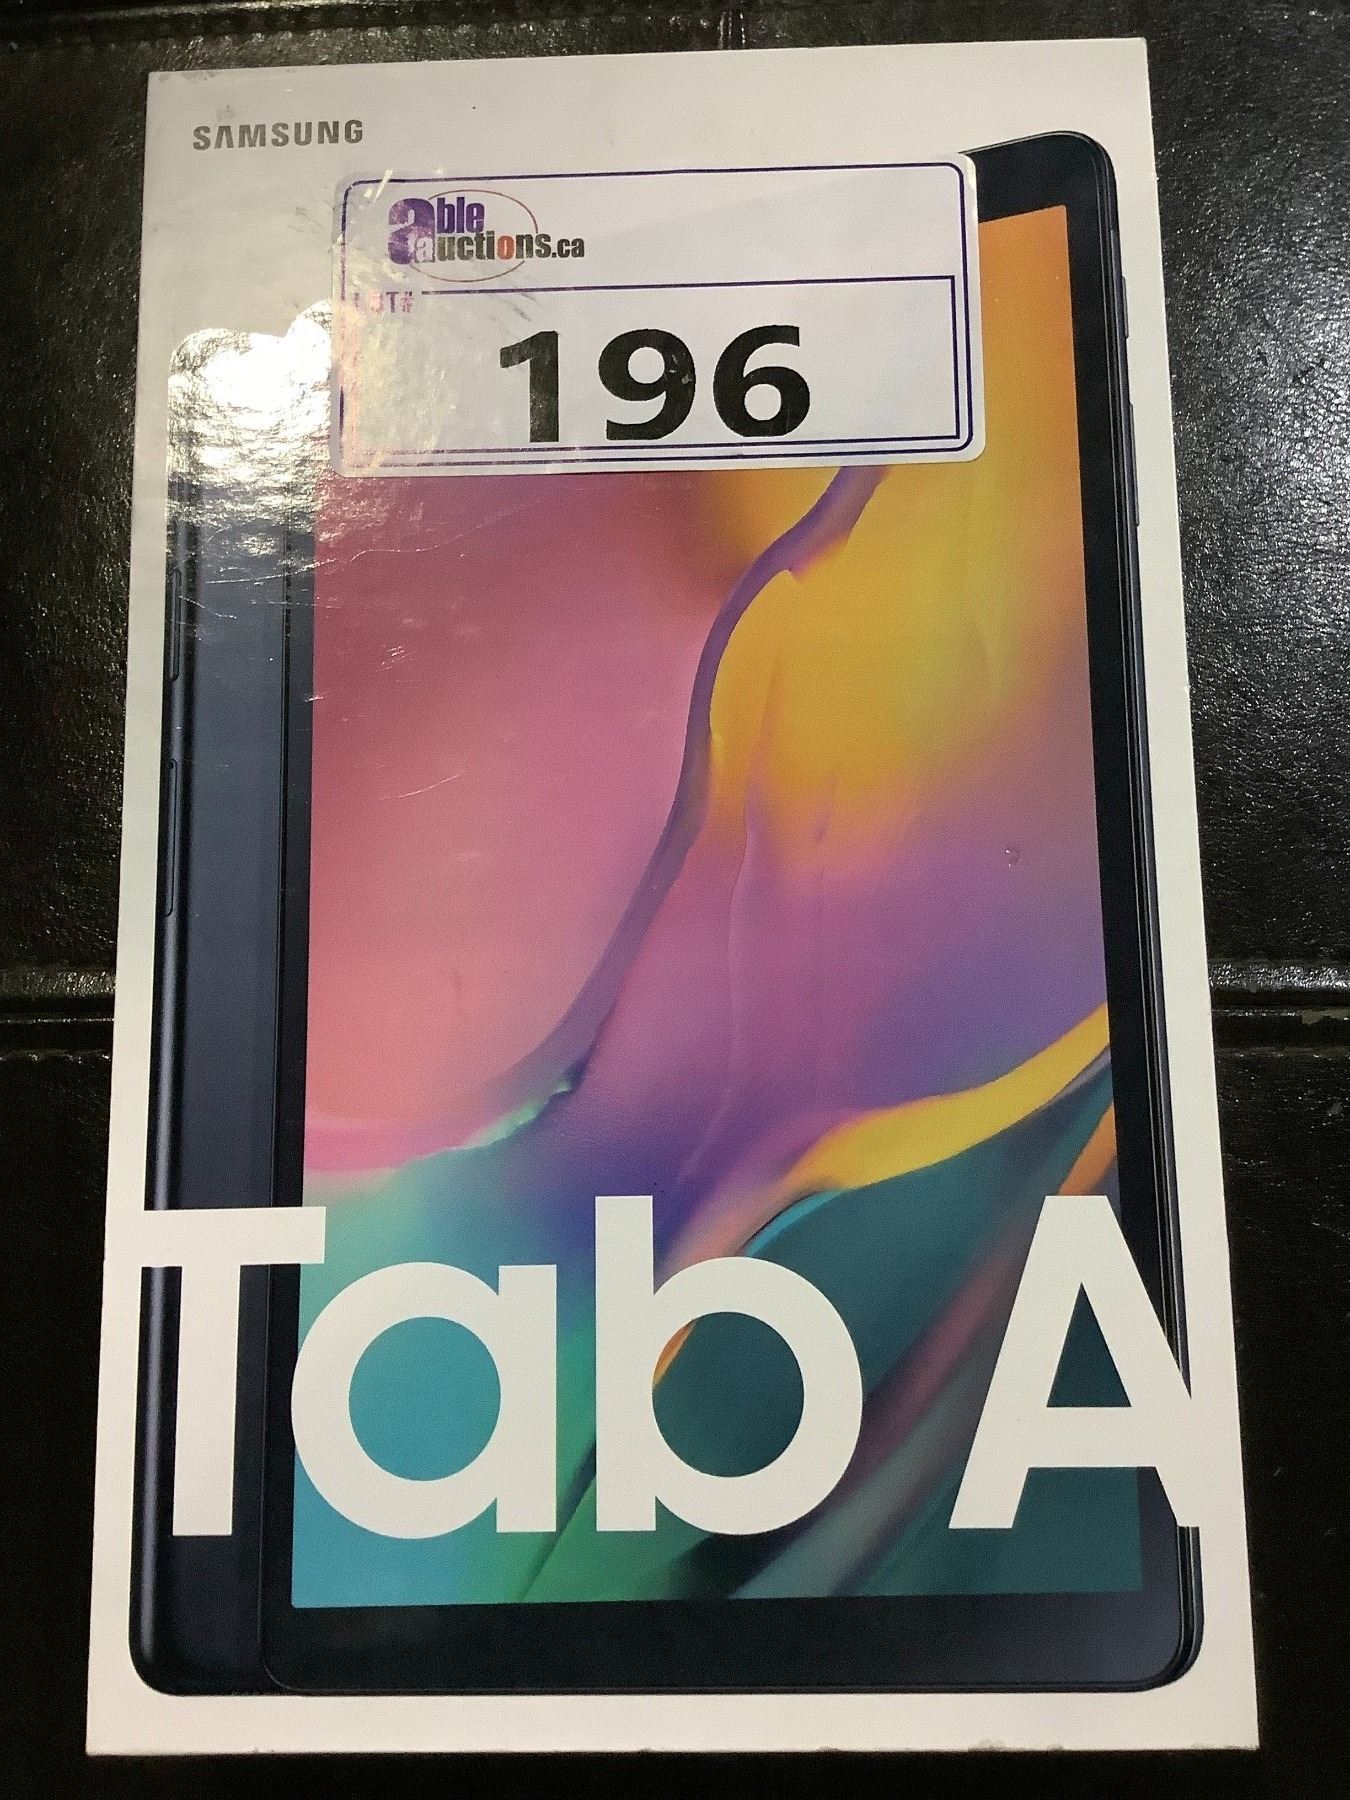 SAMSUNG
able
auctions.ca
LOT#
196
Tab A